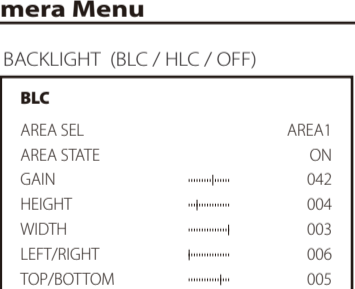 mera Menu
BACKLIGHT (BLC / HLC / OFF)
BLC
AREA SEL AREA1
AREA STATE ON
GAIN 042
HEIGHT 004
WIDTH 003
LEFT/RIGHT 006
TOP/BOTTOM 005